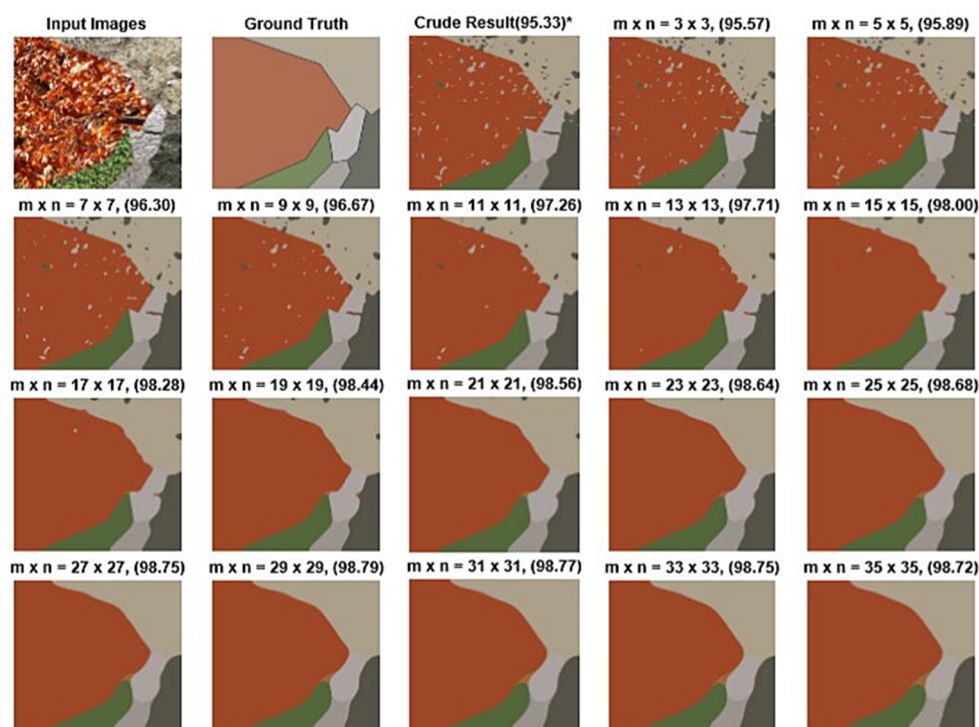 Input Images Ground Truth Crude Result(95.33)* m x n = 3 x 3, (95.57) m x n = 5 x 5, (95.89)
m x n = 7 x 7, (96.30) m x n = 9 x 9, (96.67) m x n = 11 x 11, (97.26) m x n = 13 x 13, (97.71) m x n = 15 x 15, (98.00)
m x n = 17 x 17, (98.28) m x n = 19 x 19, (98.44) m x n = 21 x 21, (98.56) m x n = 23 x 23, (98.64) m x n = 25 x 25, (98.68)
m x n = 27 x 27, (98.75) m x n = 29 x 29, (98.79) m x n = 31 x 31, (98.77) m x n = 33 x 33, (98.75) m x n = 35 x 35, (98.72)